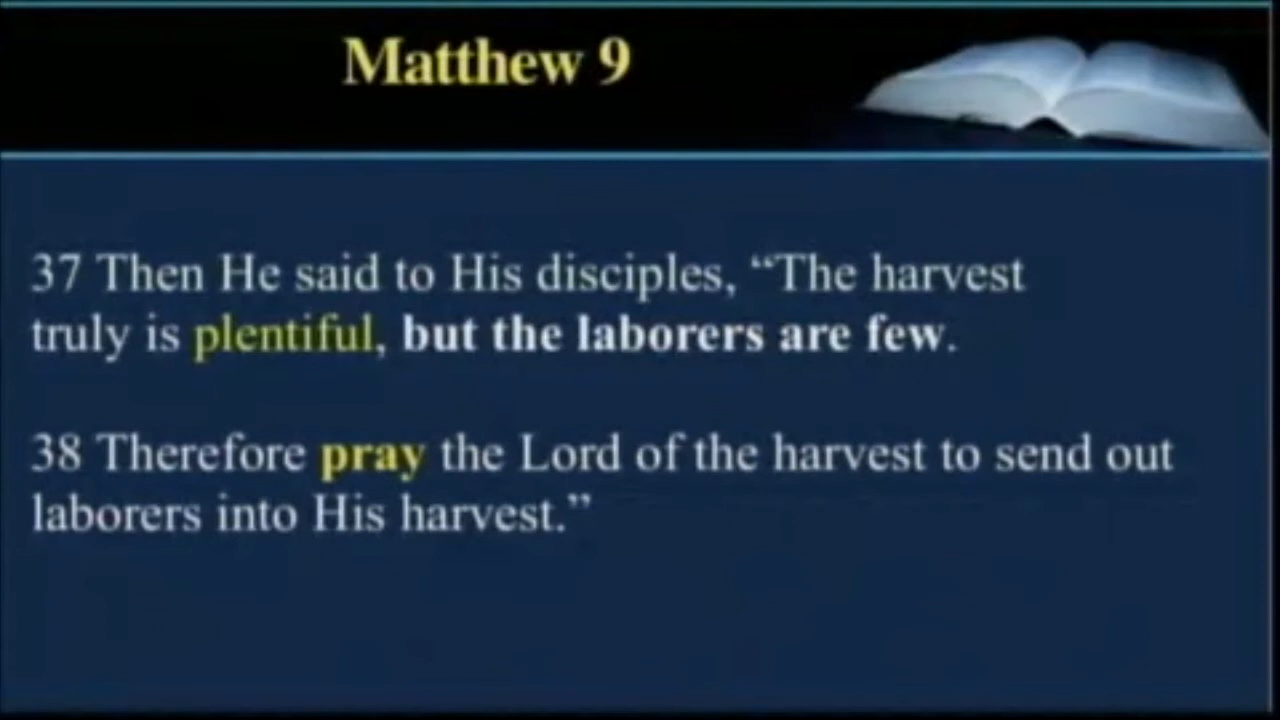 Matthew 9
37 Then He said to His disciples, “The harvest
truly is plentiful, but the laborers are few.
38 Therefore pray the Lord of the harvest to send out
laborers into His harvest.”